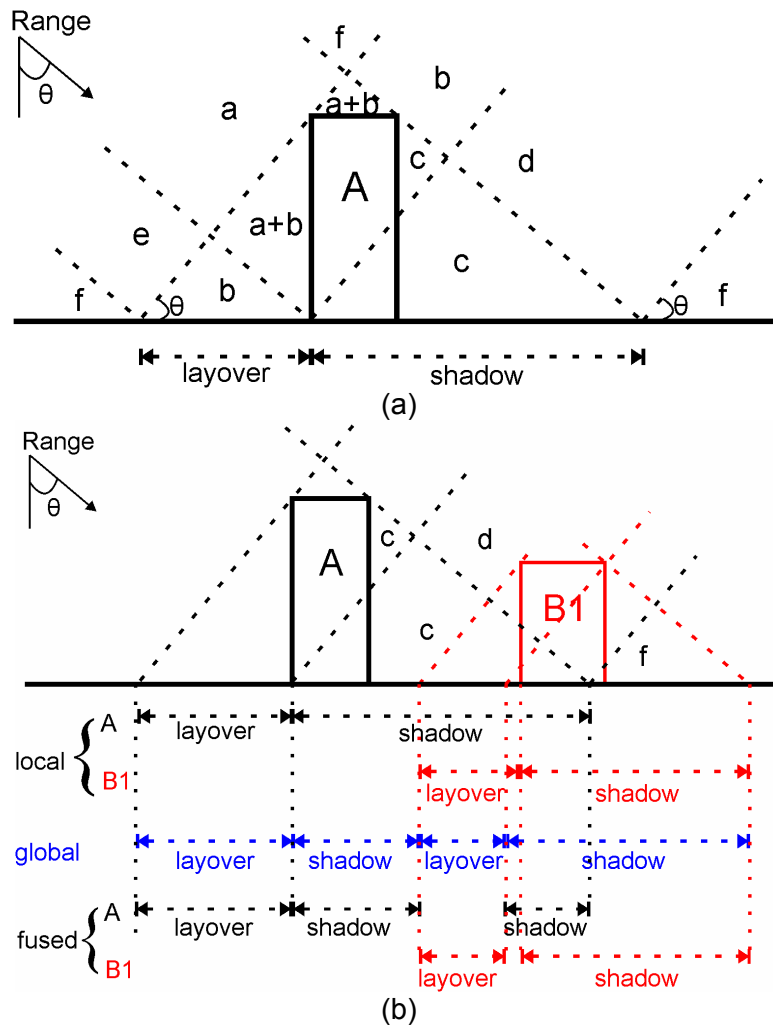 Range
θ
f
a
b
a+b
A
c
d
e
a+b
b
c
f
θ
θ
f
layover
shadow
(a)
Range
θ
A
c
d
B1
c
f
local { A
layover
shadow
B1
layover
shadow
global
layover
shadow
layover
shadow
fused { A
layover
shadow
shadow
B1
layover
shadow
(b)